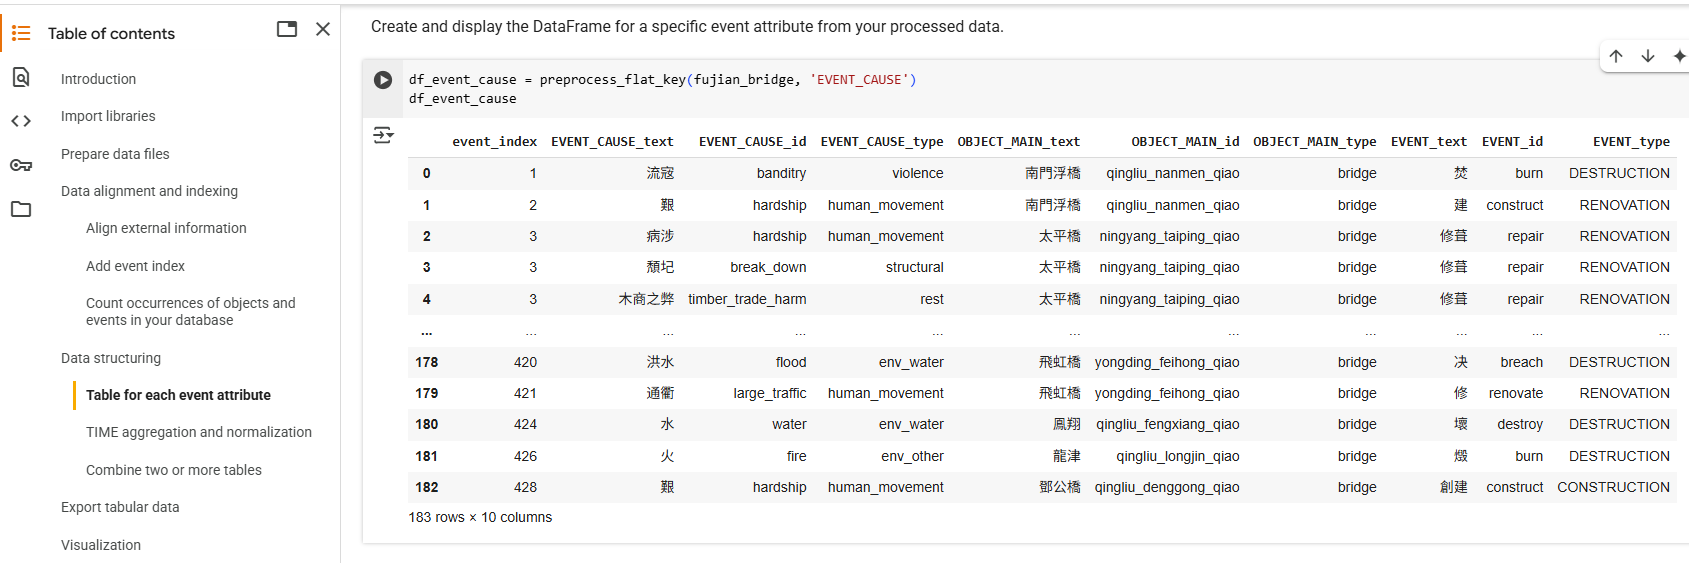 Table of contents
Introduction
Import libraries
Prepare data files
Data alignment and indexing
Align external information
Add event index
Count occurrences of objects and
events in your database
Data structuring
Table for each event attribute
TIME aggregation and normalization
Combine two or more tables
Export tabular data
Visualization
Create and display the DataFrame for a specific event attribute from your processed data.
df_event_cause = preprocess_flat_key(fujian_bridge, 'EVENT_CAUSE')
df_event_cause
event_index EVENT_CAUSE_text EVENT_CAUSE_id EVENT_CAUSE_type OBJECT_MAIN_text OBJECT_MAIN_id OBJECT_MAIN_type EVENT_text EVENT_id EVENT_type
0 1 流寇 banditry violence 南門浮橋 qingliu_nanmen_qiao bridge 焚 burn DESTRUCTION
1 2 艱 hardship human_movement 南門浮橋 qingliu_nanmen_qiao bridge 建 construct RENOVATION
2 3 病涉 hardship human_movement 太平橋 ningyang_taiping_qiao bridge 修葺 repair RENOVATION
3 3 頹圮 break_down structural 太平橋 ningyang_taiping_qiao bridge 修葺 repair RENOVATION
4 3 木商之弊 timber_trade_harm rest 太平橋 ningyang_taiping_qiao bridge 修葺 repair RENOVATION
... ... ... ... ... ... ... ... ... ... ...
178 420 洪水 flood env_water 飛虹橋 yongding_feihong_qiao bridge 决 breach DESTRUCTION
179 421 通衢 large_traffic human_movement 飛虹橋 yongding_feihong_qiao bridge 修 renovate RENOVATION
180 424 水 water env_water 鳳翔 qingliu_fengxiang_qiao bridge 壞 destroy DESTRUCTION
181 426 火 fire env_other 龍津 qingliu_longjin_qiao bridge 燬 burn DESTRUCTION
182 428 艱 hardship human_movement 鄧公橋 qingliu_denggong_qiao bridge 創建 construct CONSTRUCTION
183 rows × 10 columns